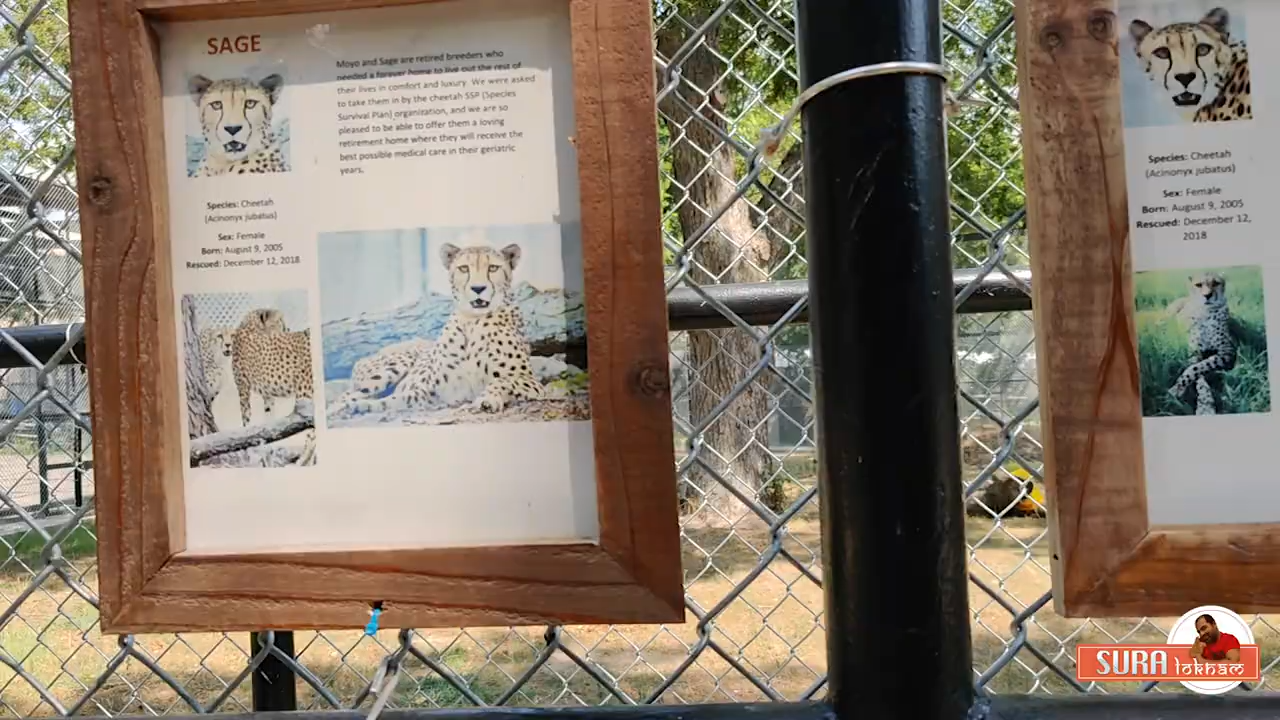 SAGE
Moyo and Sage are retired breeders who
needed a forever home to live out the rest of
their lives in comfort and luxury. We were asked
to take them in by the cheetah SSP (Species
Survival Plan) organization, and we are so
pleased to be able to offer them a loving
retirement home where they will receive the
best possible medical care in their geriatric
years.
Species: Cheetah
(Acinonyx jubatus)
Sex: Female
Born: August 9, 2005
Rescued: December 12, 2018
Species: Cheetah
(Acinonyx jubatus)
Sex: Female
Born: August 9, 2005
Rescued: December 12,
2018
SURA lokham